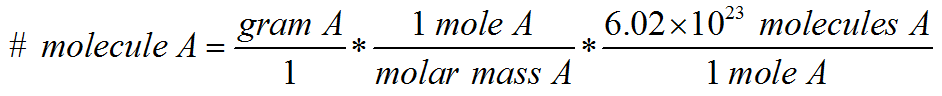 # molecule A = gram A / 1 * 1 mole A / molar mass A * 6.02×10²³ molecules A / 1 mole A